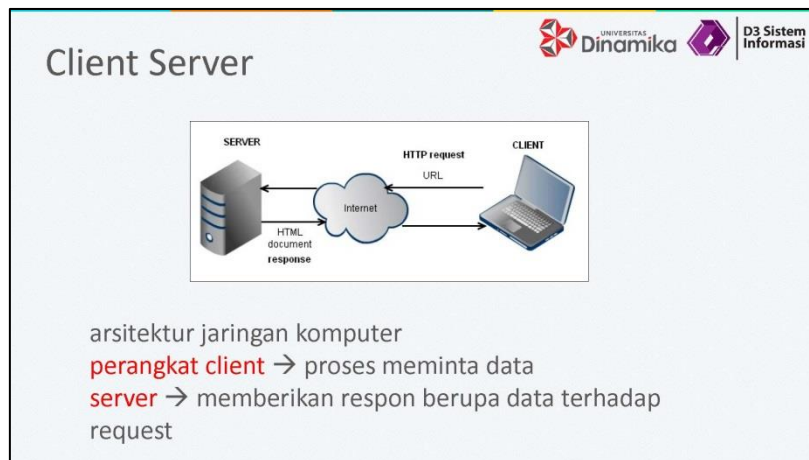 Client Server
UNIVERSITAS
Dinamika
D3 Sistem
Informasi
SERVER
CLIENT
HTTP request
URL
Internet
HTML
document
response
arsitektur jaringan komputer
perangkat client → proses meminta data
server → memberikan respon berupa data terhadap
request